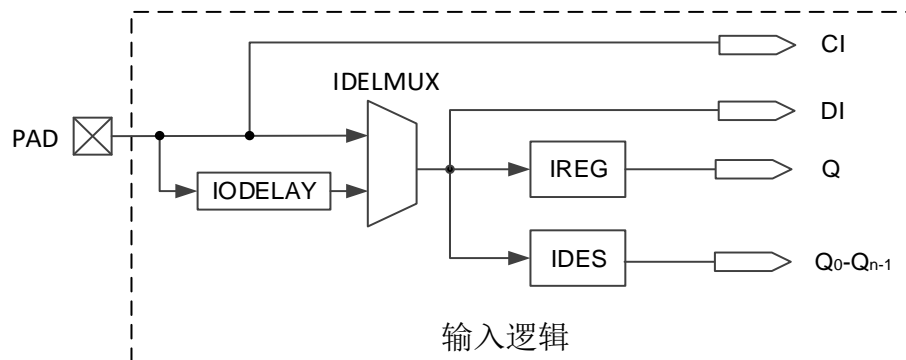 CI
IDELMUX
DI
PAD
IREG
Q
IODELAY
IDES
Q0-Qn-1
输入逻辑